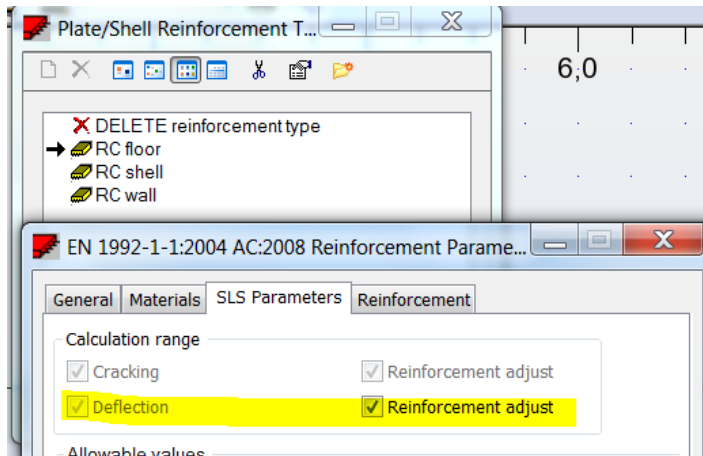 Plate/Shell Reinforcement T...
6,0
DELETE reinforcement type
RC floor
RC shell
RC wall
EN 1992-1-1:2004 AC:2008 Reinforcement Parame...
General Materials SLS Parameters Reinforcement
Calculation range
Cracking Reinforcement adjust
Deflection Reinforcement adjust
Allowable values